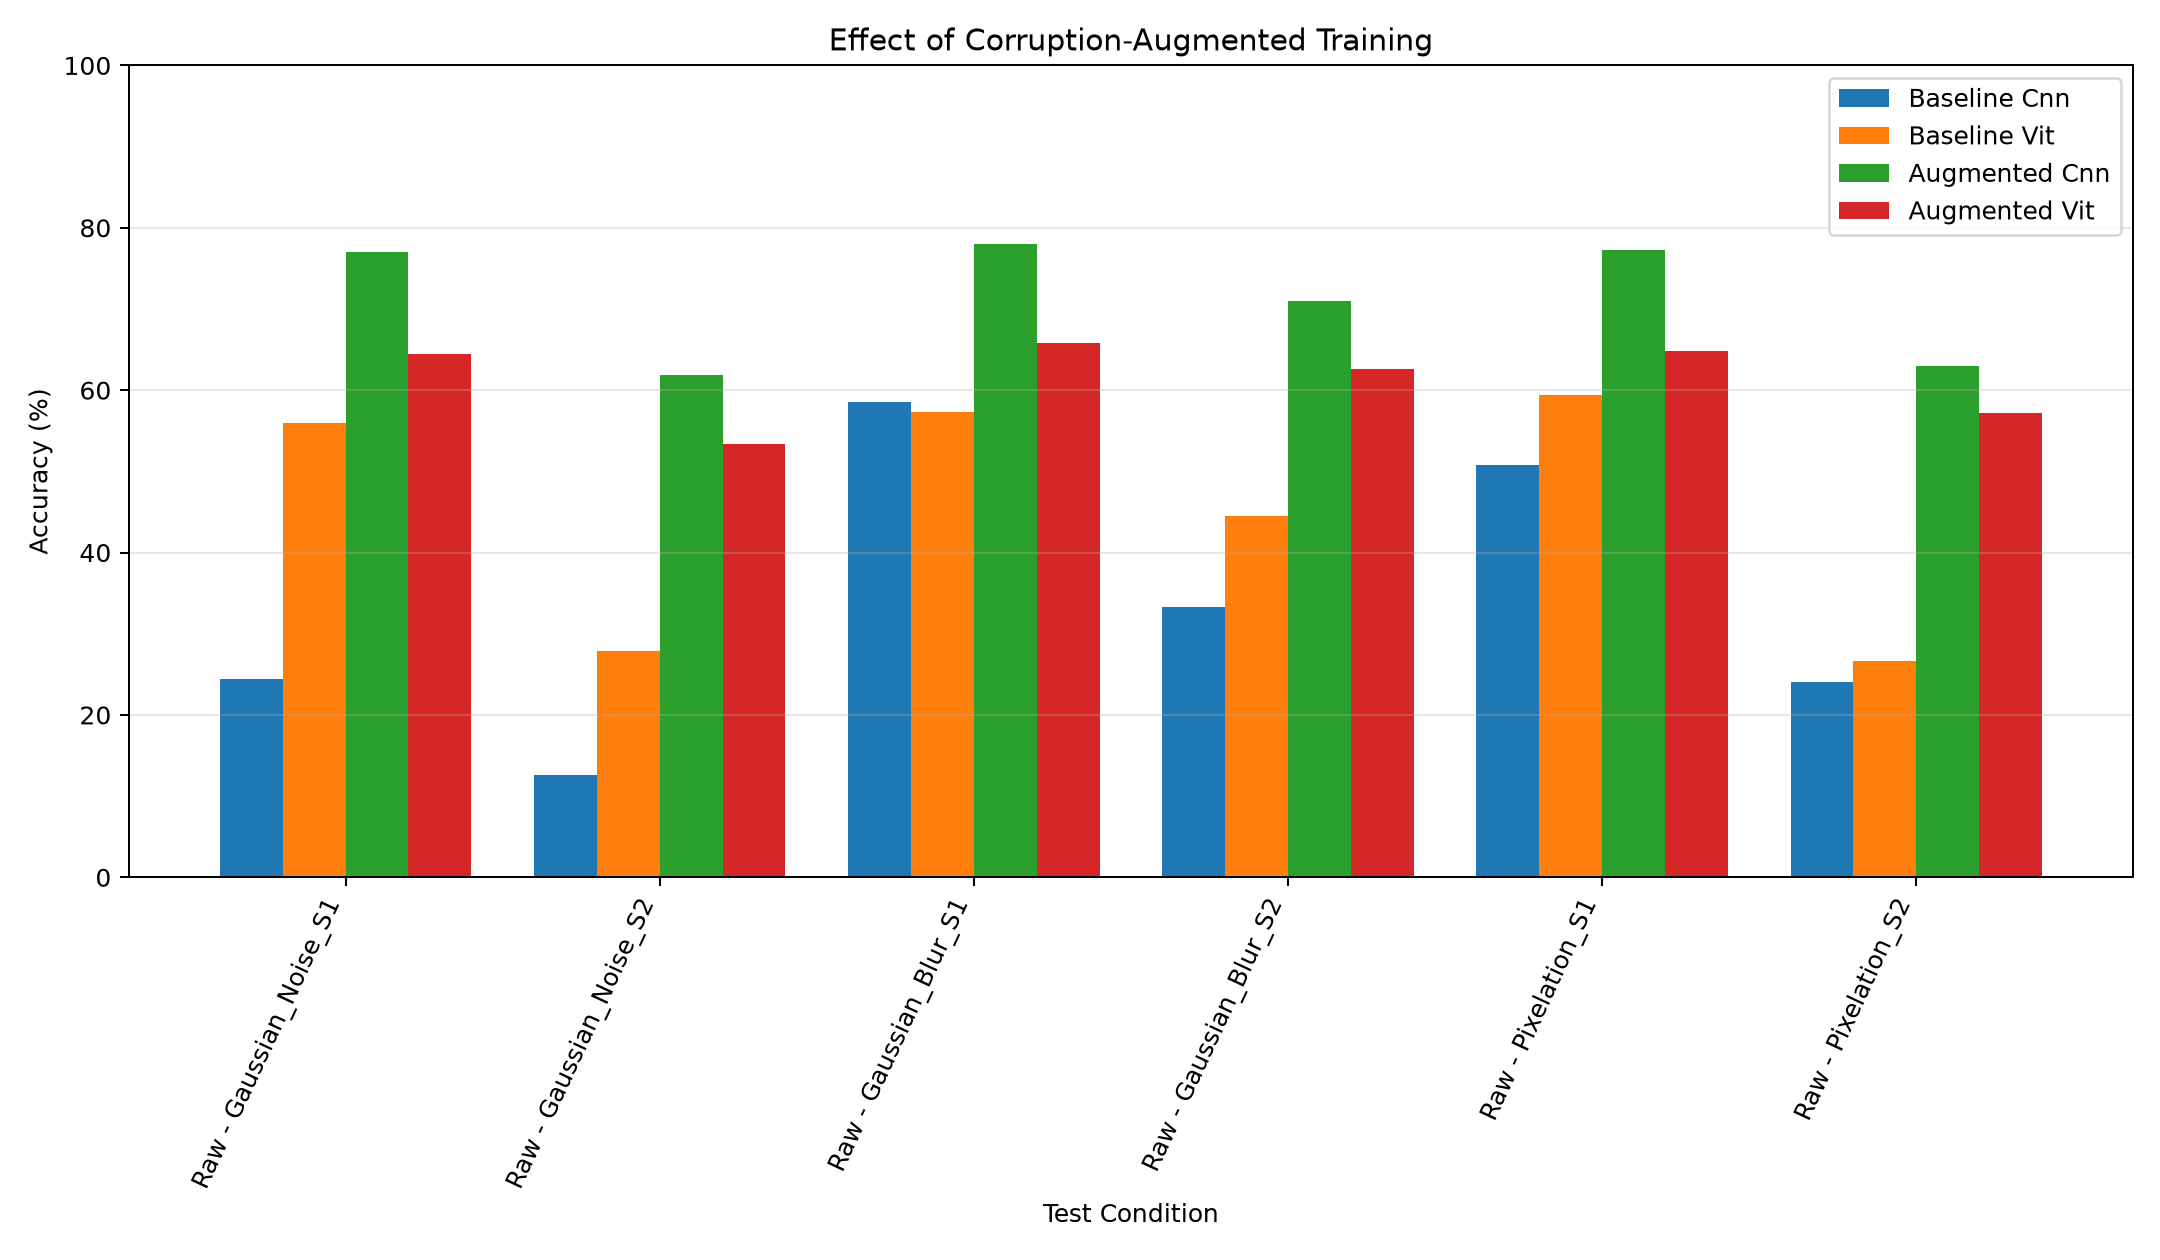 Effect of Corruption-Augmented Training
Accuracy (%)
100
80
60
40
20
0
Baseline Cnn
Baseline Vit
Augmented Cnn
Augmented Vit
Raw - Gaussian_Noise_S1
Raw - Gaussian_Noise_S2
Raw - Gaussian_Blur_S1
Raw - Gaussian_Blur_S2
Raw - Pixelation_S1
Raw - Pixelation_S2
Test Condition